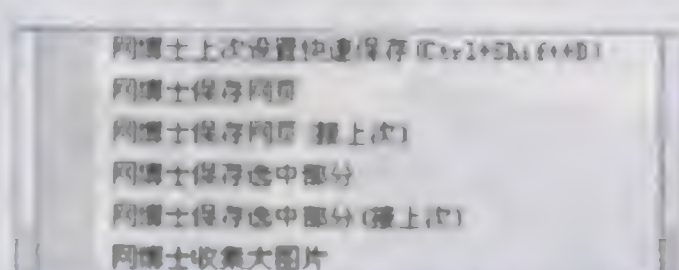 网博士上次设置快速保存(Ctrl+Shift+D)
网博士保存网页
网博士保存网页(按上次)
网博士保存选中部分
网博士保存选中部分(按上次)
网博士收集大图片